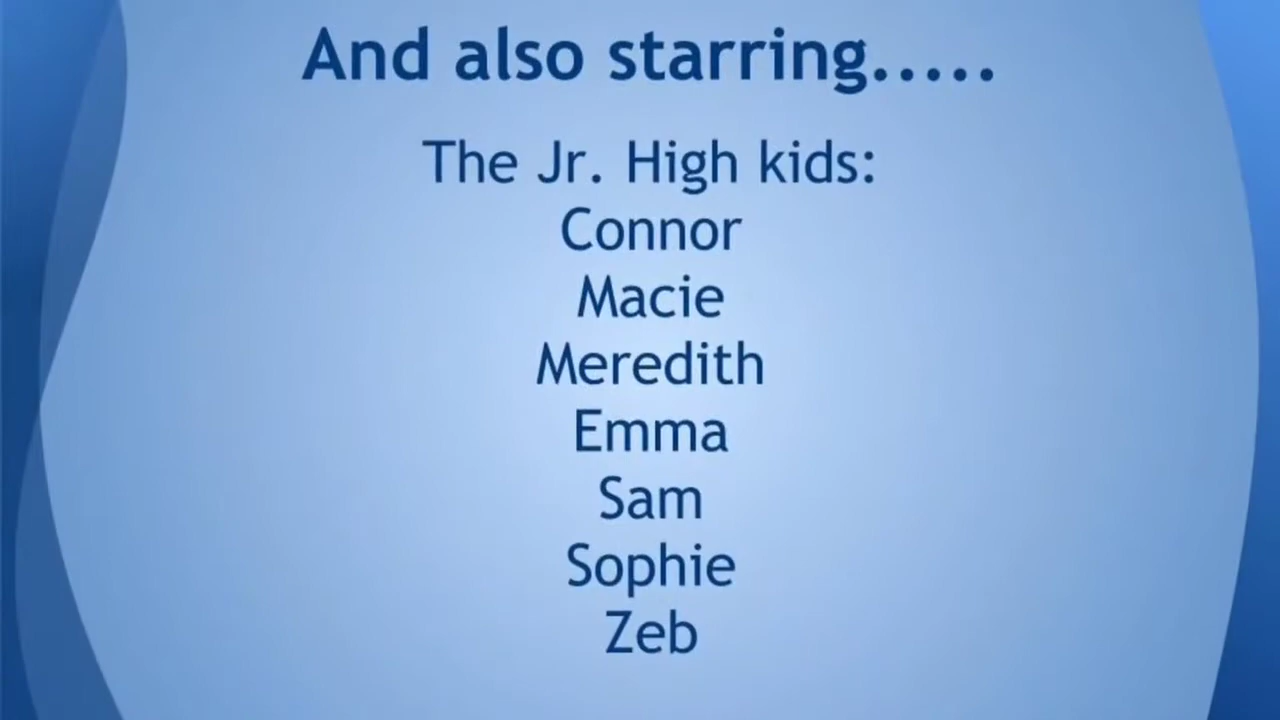 And also starring.....
The Jr. High kids:
Connor
Macie
Meredith
Emma
Sam
Sophie
Zeb